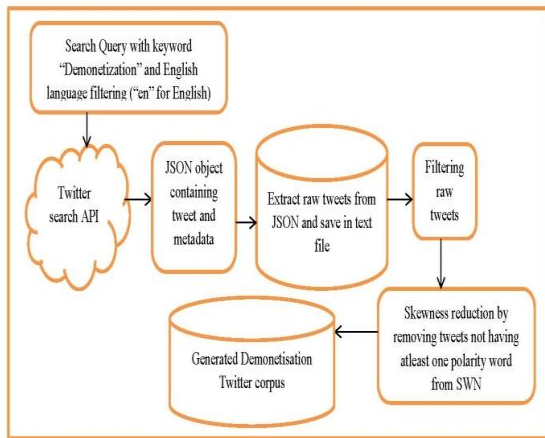 Search Query with keyword
“Demonetization” and English
language filtering (“en” for English)
Twitter
search API
JSON object
containing
tweet and
metadata
Extract raw tweets from
JSON and save in text
file
Filtering
raw
tweets
Skewness reduction by
removing tweets not having
atleast one polarity word
from SWN
Generated Demonetisation
Twitter corpus